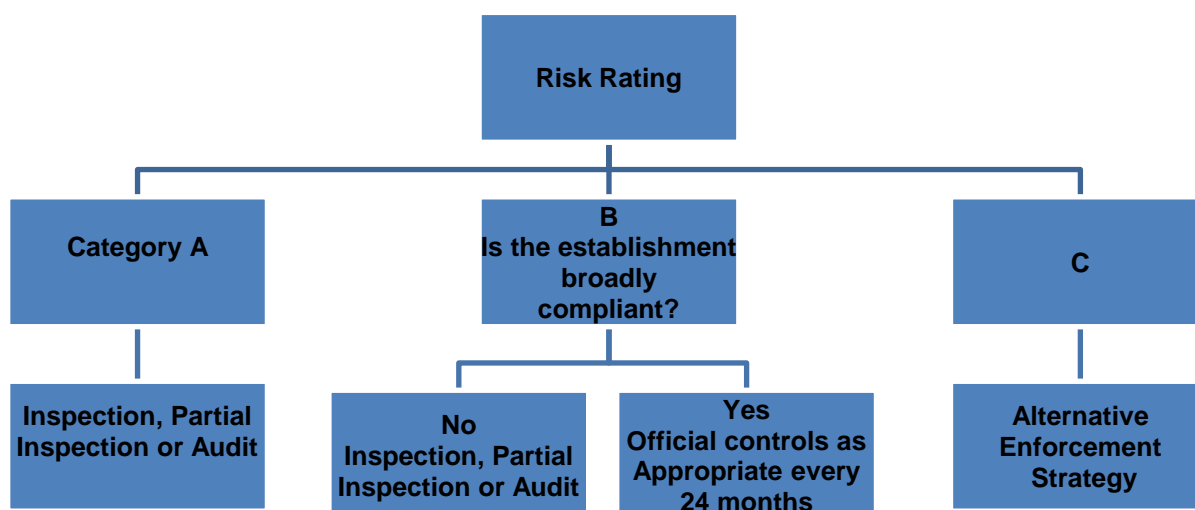 Risk Rating
Category A
B
Is the establishment
broadly
compliant?
C
Inspection, Partial
Inspection or Audit
No
Inspection, Partial
Inspection or Audit
Yes
Official controls as
Appropriate every
24 months
Alternative
Enforcement
Strategy